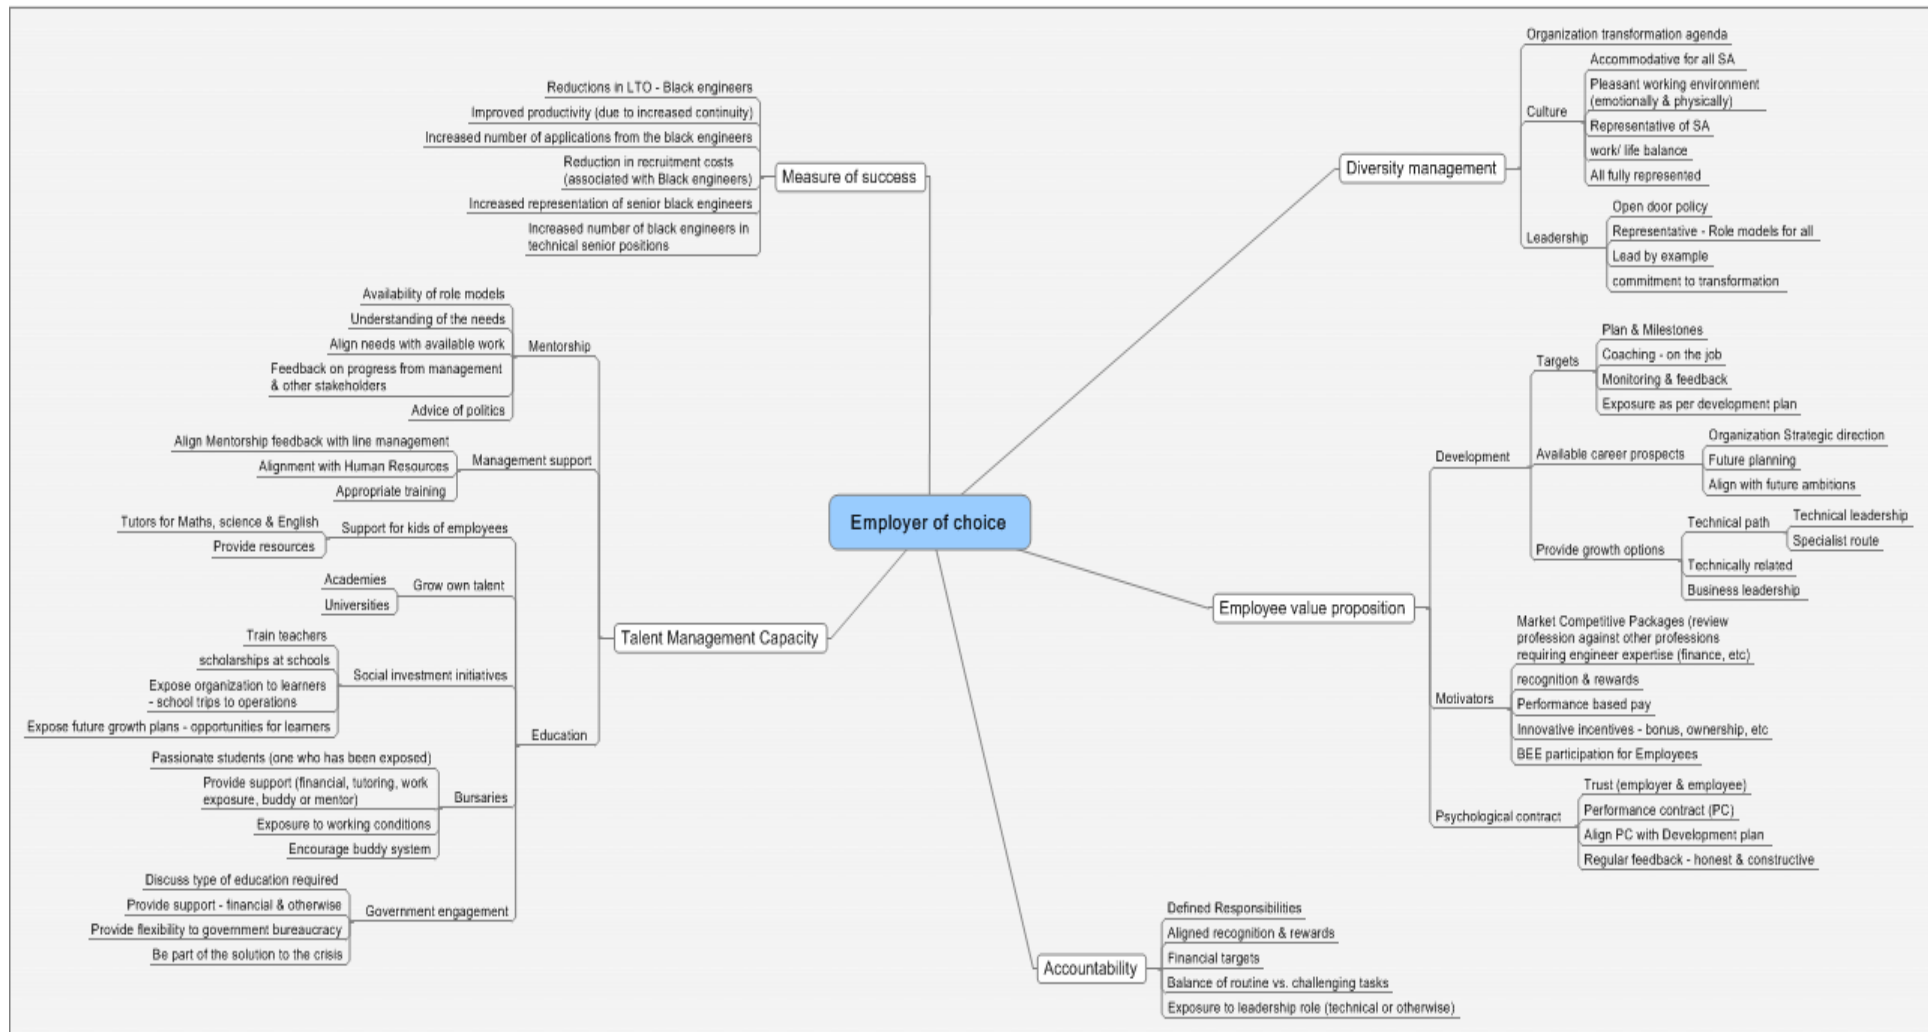 Employer of choice
Measure of success
Reductions in LTO - Black engineers
Improved productivity (due to increased continuity)
Increased number of applications from the black engineers
Reduction in recruitment costs
(associated with Black engineers)
Increased representation of senior black engineers
Increased number of black engineers in
technical senior positions
Talent Management Capacity
Mentorship
Availability of role models
Understanding of the needs
Align needs with available work
Feedback on progress from management
& other stakeholders
Advice of politics
Management support
Align Mentorship feedback with line management
Alignment with Human Resources
Appropriate training
Education
Support for kids of employees
Tutors for Maths, science & English
Provide resources
Grow own talent
Academies
Universities
Social investment initiatives
Train teachers
scholarships at schools
Expose organization to learners
- school trips to operations
Expose future growth plans - opportunities for learners
Bursaries
Passionate students (one who has been exposed)
Provide support (financial, tutoring, work
exposure, buddy or mentor)
Exposure to working conditions
Encourage buddy system
Government engagement
Discuss type of education required
Provide support - financial & otherwise
Provide flexibility to government bureaucracy
Be part of the solution to the crisis
Diversity management
Organization transformation agenda
Culture
Accommodative for all SA
Pleasant working environment
(emotionally & physically)
Representative of SA
work/ life balance
All fully represented
Leadership
Open door policy
Representative - Role models for all
Lead by example
commitment to transformation
Employee value proposition
Development
Targets
Plan & Milestones
Coaching - on the job
Monitoring & feedback
Exposure as per development plan
Available career prospects
Organization Strategic direction
Future planning
Align with future ambitions
Provide growth options
Technical path
Technical leadership
Specialist route
Technically related
Business leadership
Motivators
Market Competitive Packages (review
profession against other professions
requiring engineer expertise (finance, etc)
recognition & rewards
Performance based pay
Innovative incentives - bonus, ownership, etc
BEE participation for Employees
Psychological contract
Trust (employer & employee)
Performance contract (PC)
Align PC with Development plan
Regular feedback - honest & constructive
Accountability
Defined Responsibilities
Aligned recognition & rewards
Financial targets
Balance of routine vs. challenging tasks
Exposure to leadership role (technical or otherwise)